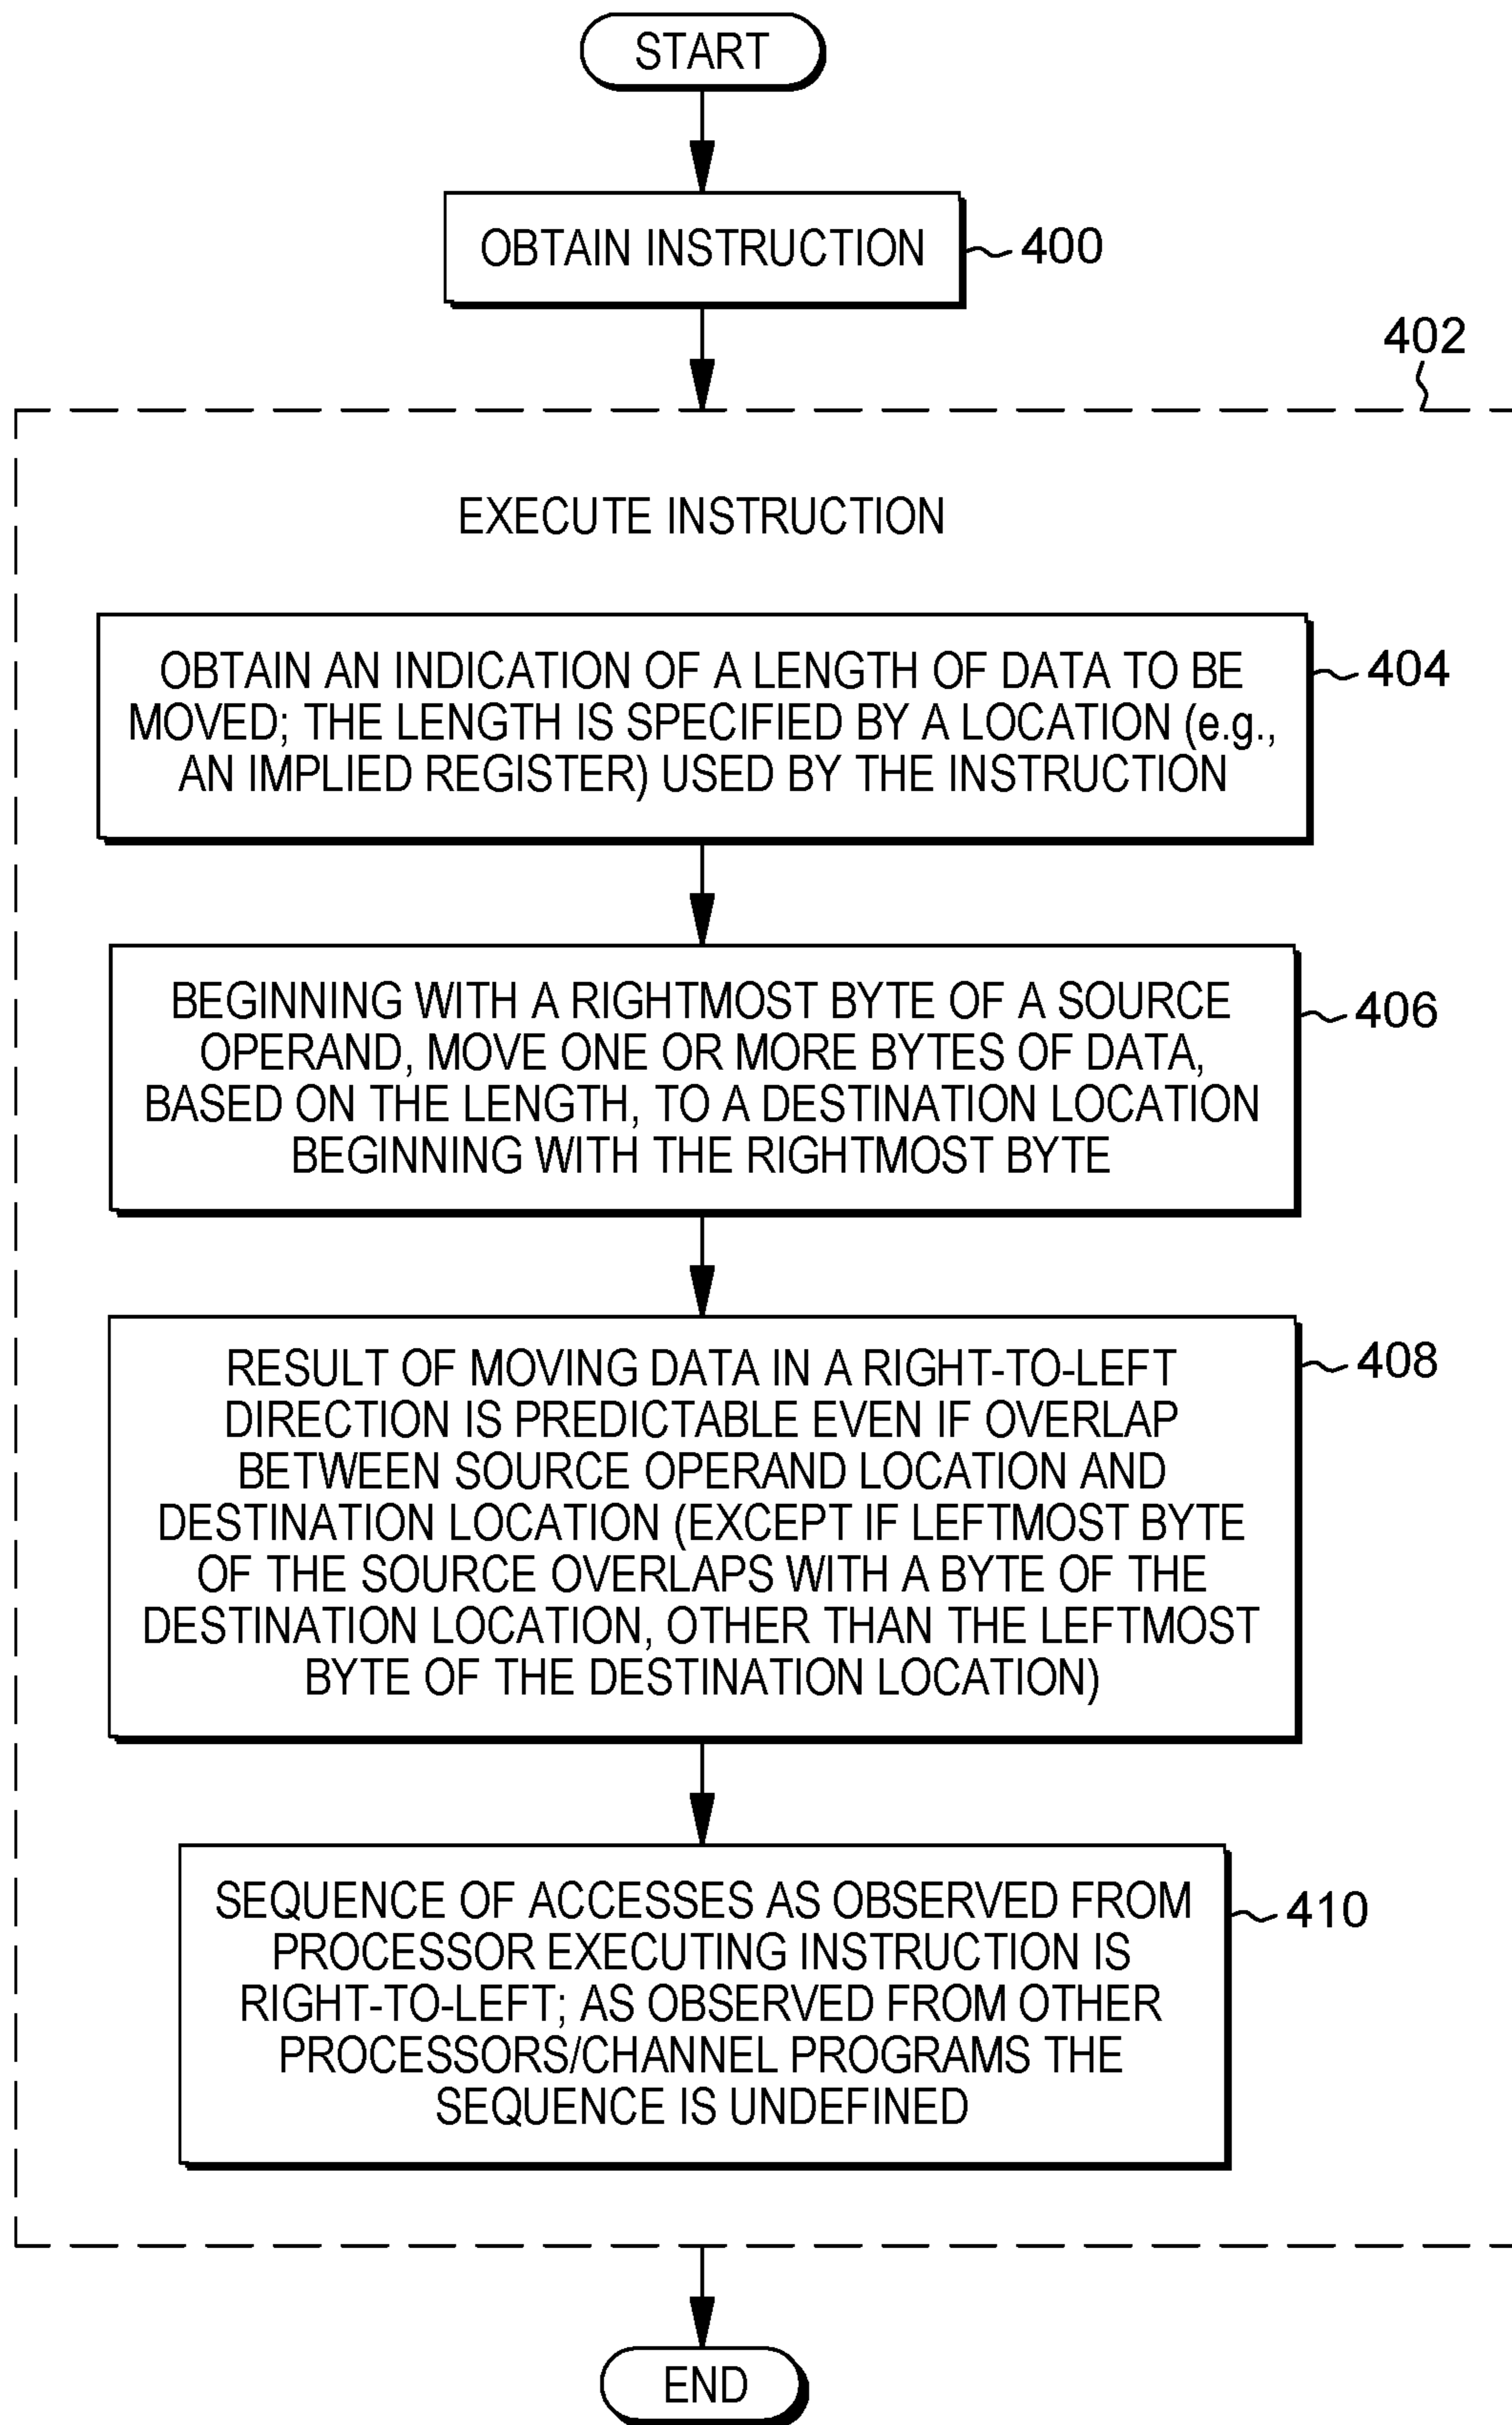 START
OBTAIN INSTRUCTION
400
402
EXECUTE INSTRUCTION
OBTAIN AN INDICATION OF A LENGTH OF DATA TO BE
MOVED; THE LENGTH IS SPECIFIED BY A LOCATION (e.g.,
AN IMPLIED REGISTER) USED BY THE INSTRUCTION
404
BEGINNING WITH A RIGHTMOST BYTE OF A SOURCE
OPERAND, MOVE ONE OR MORE BYTES OF DATA,
BASED ON THE LENGTH, TO A DESTINATION LOCATION
BEGINNING WITH THE RIGHTMOST BYTE
406
RESULT OF MOVING DATA IN A RIGHT-TO-LEFT
DIRECTION IS PREDICTABLE EVEN IF OVERLAP
BETWEEN SOURCE OPERAND LOCATION AND
DESTINATION LOCATION (EXCEPT IF LEFTMOST BYTE
OF THE SOURCE OVERLAPS WITH A BYTE OF THE
DESTINATION LOCATION, OTHER THAN THE LEFTMOST
BYTE OF THE DESTINATION LOCATION)
408
SEQUENCE OF ACCESSES AS OBSERVED FROM
PROCESSOR EXECUTING INSTRUCTION IS
RIGHT-TO-LEFT; AS OBSERVED FROM OTHER
PROCESSORS/CHANNEL PROGRAMS THE
SEQUENCE IS UNDEFINED
410
END